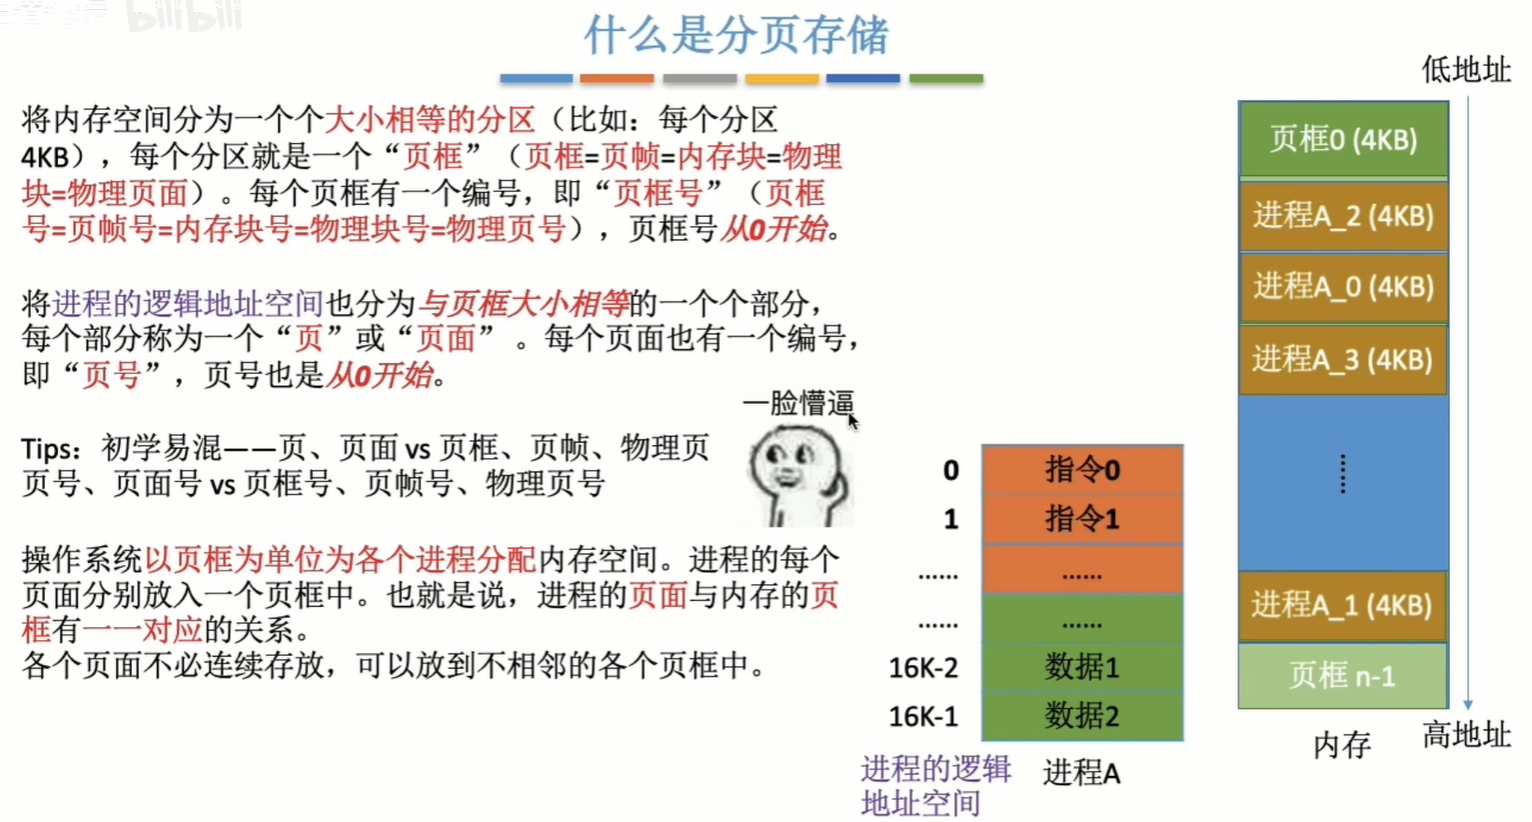 bilibili
什么是分页存储
将内存空间分为一个个大小相等的分区（比如：每个分区
4KB），每个分区就是一个“页框”（页框=页帧=内存块=物理
块=物理页面）。每个页框有一个编号，即“页框号”（页框
号=页帧号=内存块号=物理块号=物理页号），页框号从0开始。
将进程的逻辑地址空间也分为与页框大小相等的一个个部分，
每个部分称为一个“页”或“页面” 。每个页面也有一个编号，
即“页号”，页号也是从0开始。
Tips：初学易混——页、页面 vs 页框、页帧、物理页
页号、页面号 vs 页框号、页帧号、物理页号
一脸懵逼
操作系统以页框为单位为各个进程分配内存空间。进程的每个
页面分别放入一个页框中。也就是说，进程的页面与内存的页
框有一一对应的关系。
各个页面不必连续存放，可以放到不相邻的各个页框中。
0 指令0
1 指令1
...... ......
...... ......
16K-2 数据1
16K-1 数据2
进程的逻辑
地址空间
进程A
低地址
页框0 (4KB)
进程A_2 (4KB)
进程A_0 (4KB)
进程A_3 (4KB)
......
进程A_1 (4KB)
页框 n-1
内存
高地址